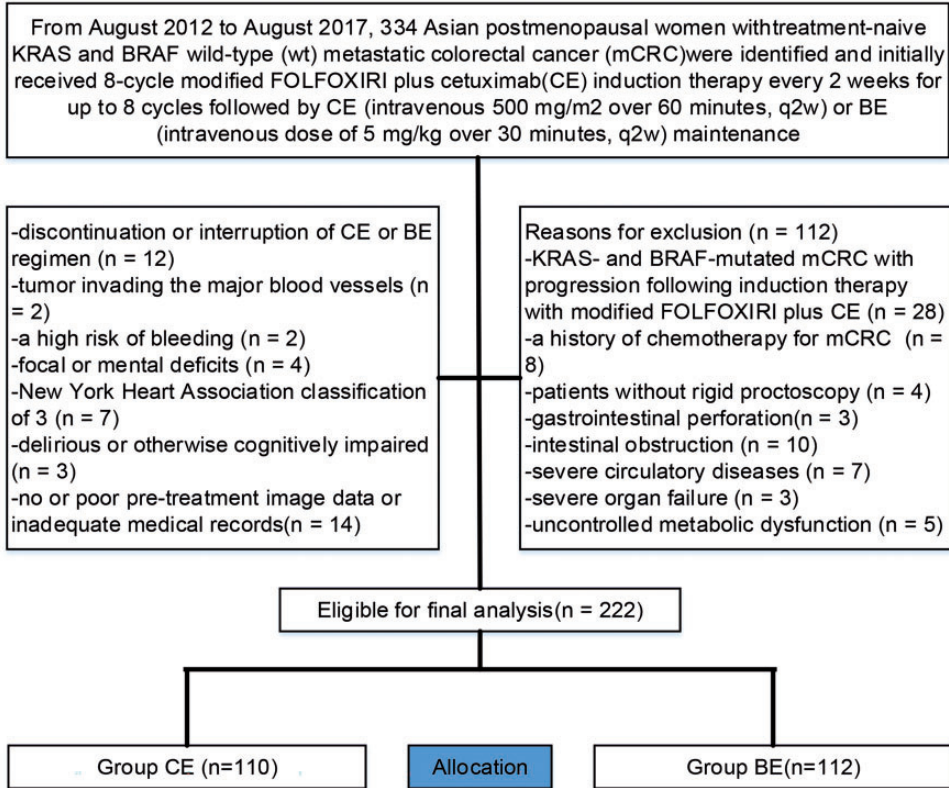 From August 2012 to August 2017, 334 Asian postmenopausal women withtreatment-naive
KRAS and BRAF wild-type (wt) metastatic colorectal cancer (mCRC)were identified and initially
received 8-cycle modified FOLFOXIRI plus cetuximab(CE) induction therapy every 2 weeks for
up to 8 cycles followed by CE (intravenous 500 mg/m2 over 60 minutes, q2w) or BE
(intravenous dose of 5 mg/kg over 30 minutes, q2w) maintenance
-discontinuation or interruption of CE or BE
regimen (n = 12)
-tumor invading the major blood vessels (n
= 2)
-a high risk of bleeding (n = 2)
-focal or mental deficits (n = 4)
-New York Heart Association classification
of 3 (n = 7)
-delirious or otherwise cognitively impaired
(n = 3)
-no or poor pre-treatment image data or
inadequate medical records(n = 14)
Reasons for exclusion (n = 112)
-KRAS- and BRAF-mutated mCRC with
progression following induction therapy
with modified FOLFOXIRI plus CE (n = 28)
-a history of chemotherapy for mCRC (n =
8)
-patients without rigid proctoscopy (n = 4)
-gastrointestinal perforation(n = 3)
-intestinal obstruction (n = 10)
-severe circulatory diseases (n = 7)
-severe organ failure (n = 3)
-uncontrolled metabolic dysfunction (n = 5)
Eligible for final analysis(n = 222)
Group CE (n=110)
Allocation
Group BE(n=112)